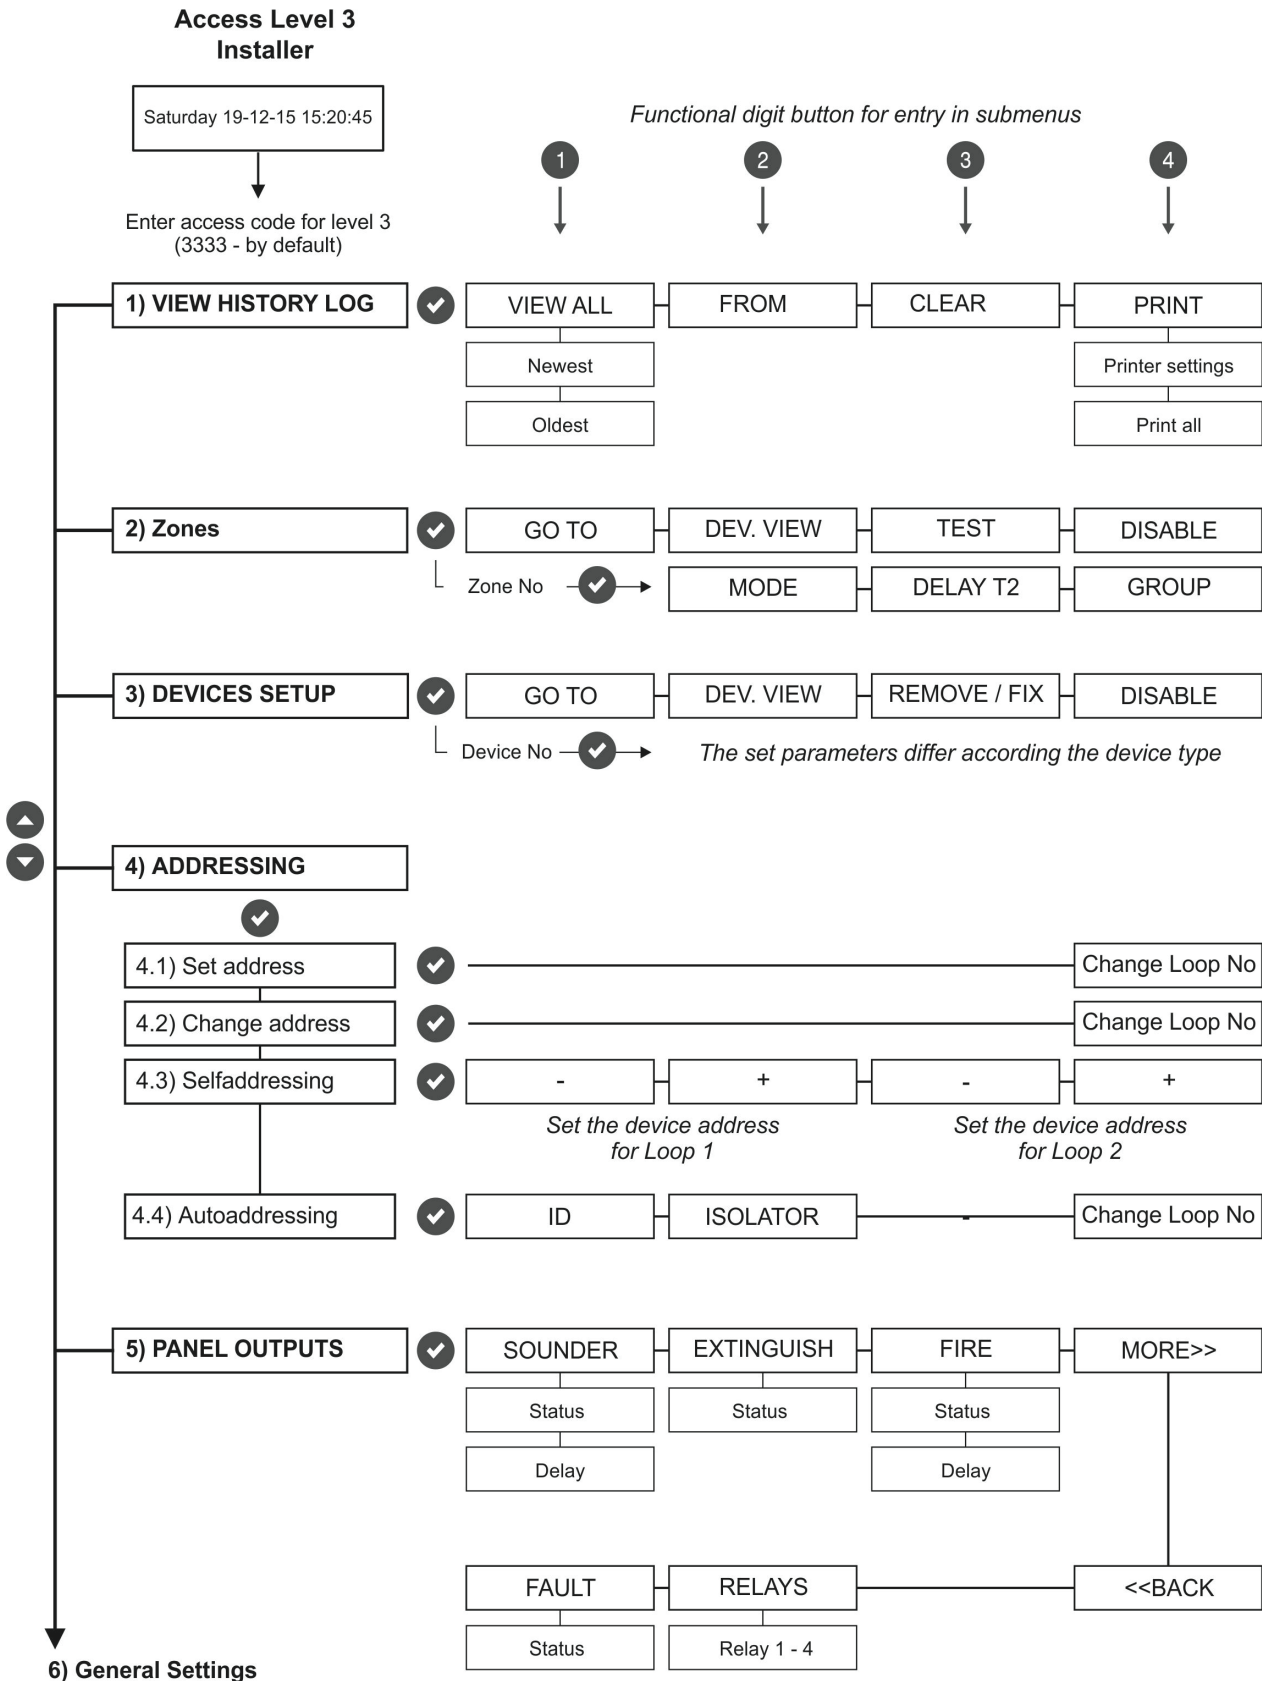 Access Level 3
Installer
Saturday 19-12-15 15:20:45
Functional digit button for entry in submenus
1 2 3 4
Enter access code for level 3
(3333 - by default)
1) VIEW HISTORY LOG VIEW ALL FROM CLEAR PRINT
Newest Printer settings
Oldest Print all
2) Zones GO TO DEV. VIEW TEST DISABLE
Zone No MODE DELAY T2 GROUP
3) DEVICES SETUP GO TO DEV. VIEW REMOVE / FIX DISABLE
Device No The set parameters differ according the device type
4) ADDRESSING
4.1) Set address Change Loop No
4.2) Change address Change Loop No
4.3) Selfaddressing - + - +
Set the device address Set the device address
for Loop 1 for Loop 2
4.4) Autoaddressing ID ISOLATOR - Change Loop No
5) PANEL OUTPUTS SOUNDER EXTINGUISH FIRE MORE>>
Status Status Status
Delay Delay
FAULT RELAYS <<BACK
Status Relay 1 - 4
6) General Settings